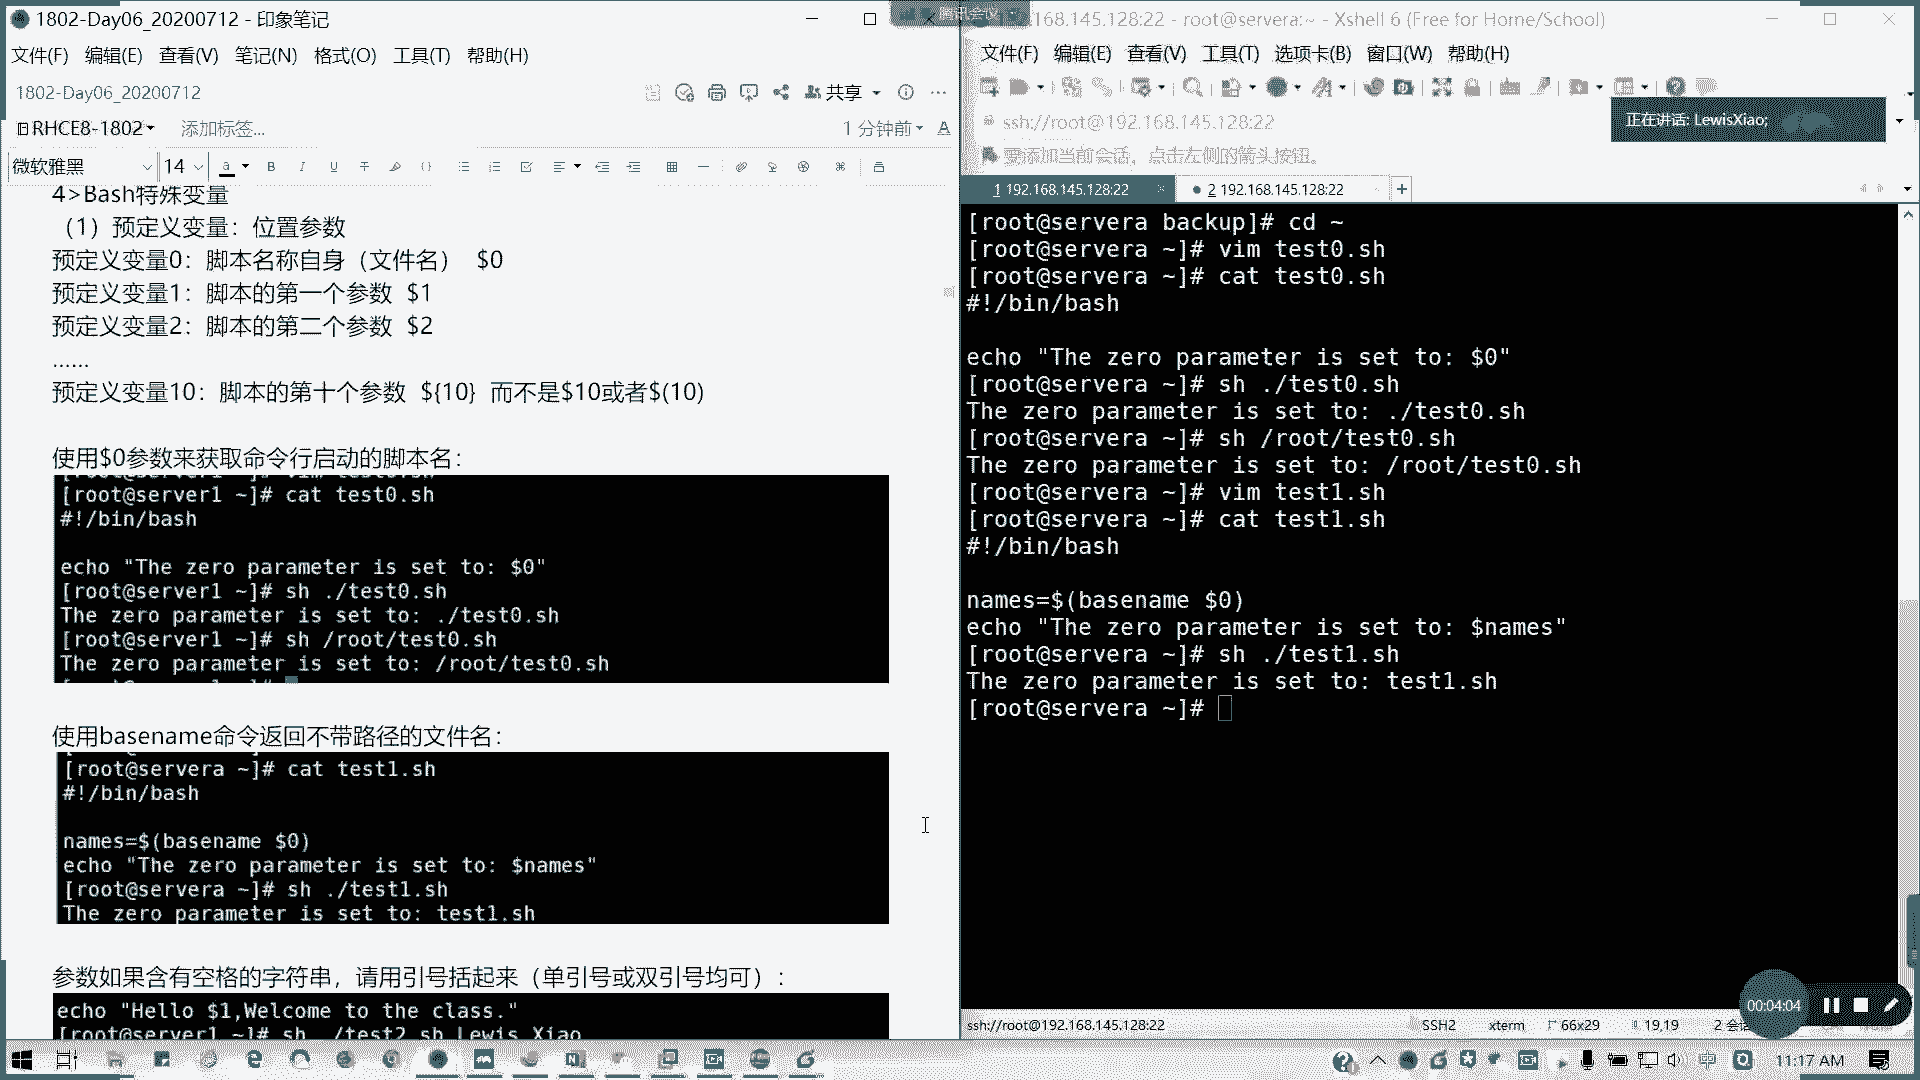 1802-Day06_20200712 - 印象笔记
文件(F) 编辑(E) 查看(V) 笔记(N) 格式(O) 工具(T) 帮助(H)
1802-Day06_20200712
共享
RHCE8-1802
添加标签...
1 分钟前
微软雅黑 14
4>Bash特殊变量
（1）预定义变量：位置参数
预定义变量0：脚本名称自身（文件名） $0
预定义变量1：脚本的第一个参数 $1
预定义变量2：脚本的第二个参数 $2
......
预定义变量10：脚本的第十个参数 ${10} 而不是$10或者$(10)
使用$0参数来获取命令行启动的脚本名：
[root@server1 ~]# cat test0.sh
#!/bin/bash
echo "The zero parameter is set to: $0"
[root@server1 ~]# sh ./test0.sh
The zero parameter is set to: ./test0.sh
[root@server1 ~]# sh /root/test0.sh
The zero parameter is set to: /root/test0.sh
使用basename命令返回不带路径的文件名：
[root@servera ~]# cat test1.sh
#!/bin/bash
names=$(basename $0)
echo "The zero parameter is set to: $names"
[root@servera ~]# sh ./test1.sh
The zero parameter is set to: test1.sh
参数如果含有空格的字符串，请用引号括起来（单引号或双引号均可）：
echo "Hello $1,Welcome to the class."
[root@server1 ~]# sh ./test2.sh Lewis Xiao
腾讯会议
168.145.128:22 - root@servera:~ - Xshell 6 (Free for Home/School)
文件(F) 编辑(E) 查看(V) 工具(T) 选项卡(B) 窗口(W) 帮助(H)
正在讲话: LewisXiao;
ssh://root@192.168.145.128:22
要添加当前会话，点击左侧的箭头按钮。
1 192.168.145.128:22
2 192.168.145.128:22
[root@servera backup]# cd ~
[root@servera ~]# vim test0.sh
[root@servera ~]# cat test0.sh
#!/bin/bash
echo "The zero parameter is set to: $0"
[root@servera ~]# sh ./test0.sh
The zero parameter is set to: ./test0.sh
[root@servera ~]# sh /root/test0.sh
The zero parameter is set to: /root/test0.sh
[root@servera ~]# vim test1.sh
[root@servera ~]# cat test1.sh
#!/bin/bash
names=$(basename $0)
echo "The zero parameter is set to: $names"
[root@servera ~]# sh ./test1.sh
The zero parameter is set to: test1.sh
[root@servera ~]#
00:04:04
ssh://root@192.168.145.128:22 SSH2 xterm 66x29 19,19 2 会
中
11:17 AM